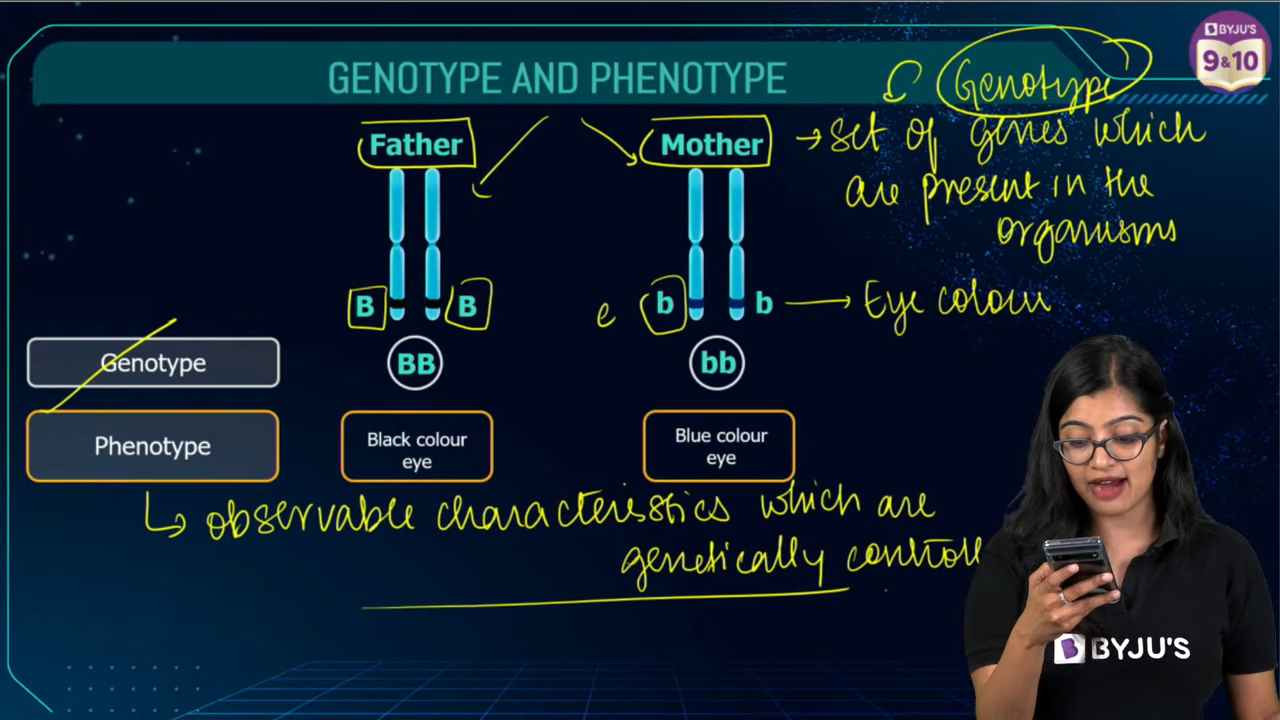 BYJU'S
9 & 10
GENOTYPE AND PHENOTYPE
Genotype
Father
Mother
→ set of genes which
are present in the
organisms
B B
e b b → Eye colour
Genotype
BB
bb
Phenotype
Black colour
eye
Blue colour
eye
↳ observable characteristics which are
genetically
BYJU'S